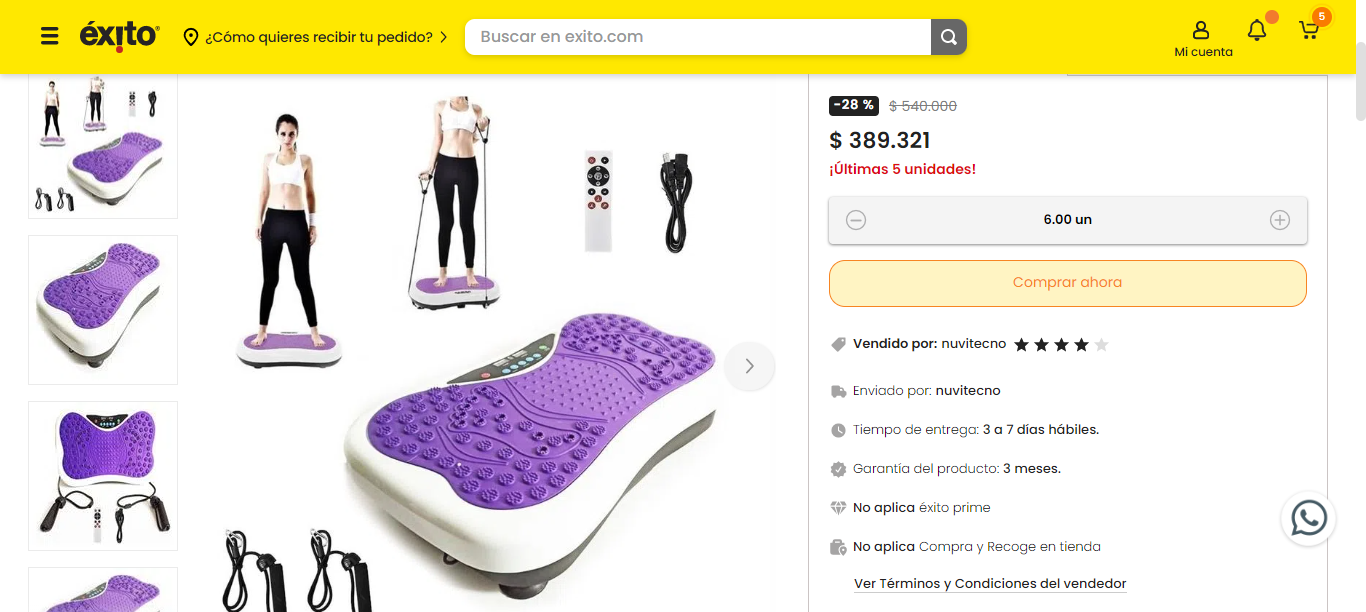 éxito
¿Cómo quieres recibir tu pedido?
Buscar en exito.com
Mi cuenta
5
-28 % $ 540.000
$ 389.321
¡Últimas 5 unidades!
6.00 un
Comprar ahora
Vendido por: nuvitecno
Enviado por: nuvitecno
Tiempo de entrega: 3 a 7 días hábiles.
Garantía del producto: 3 meses.
No aplica éxito prime
No aplica Compra y Recoge en tienda
Ver Términos y Condiciones del vendedor